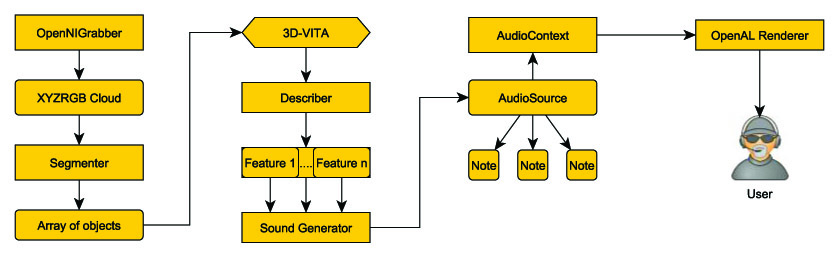 OpenNIGrabber
XYZRGB Cloud
Segmenter
Array of objects
3D-VITA
Describer
Feature 1 .... Feature n
Sound Generator
AudioContext
AudioSource
Note Note Note
OpenAL Renderer
User